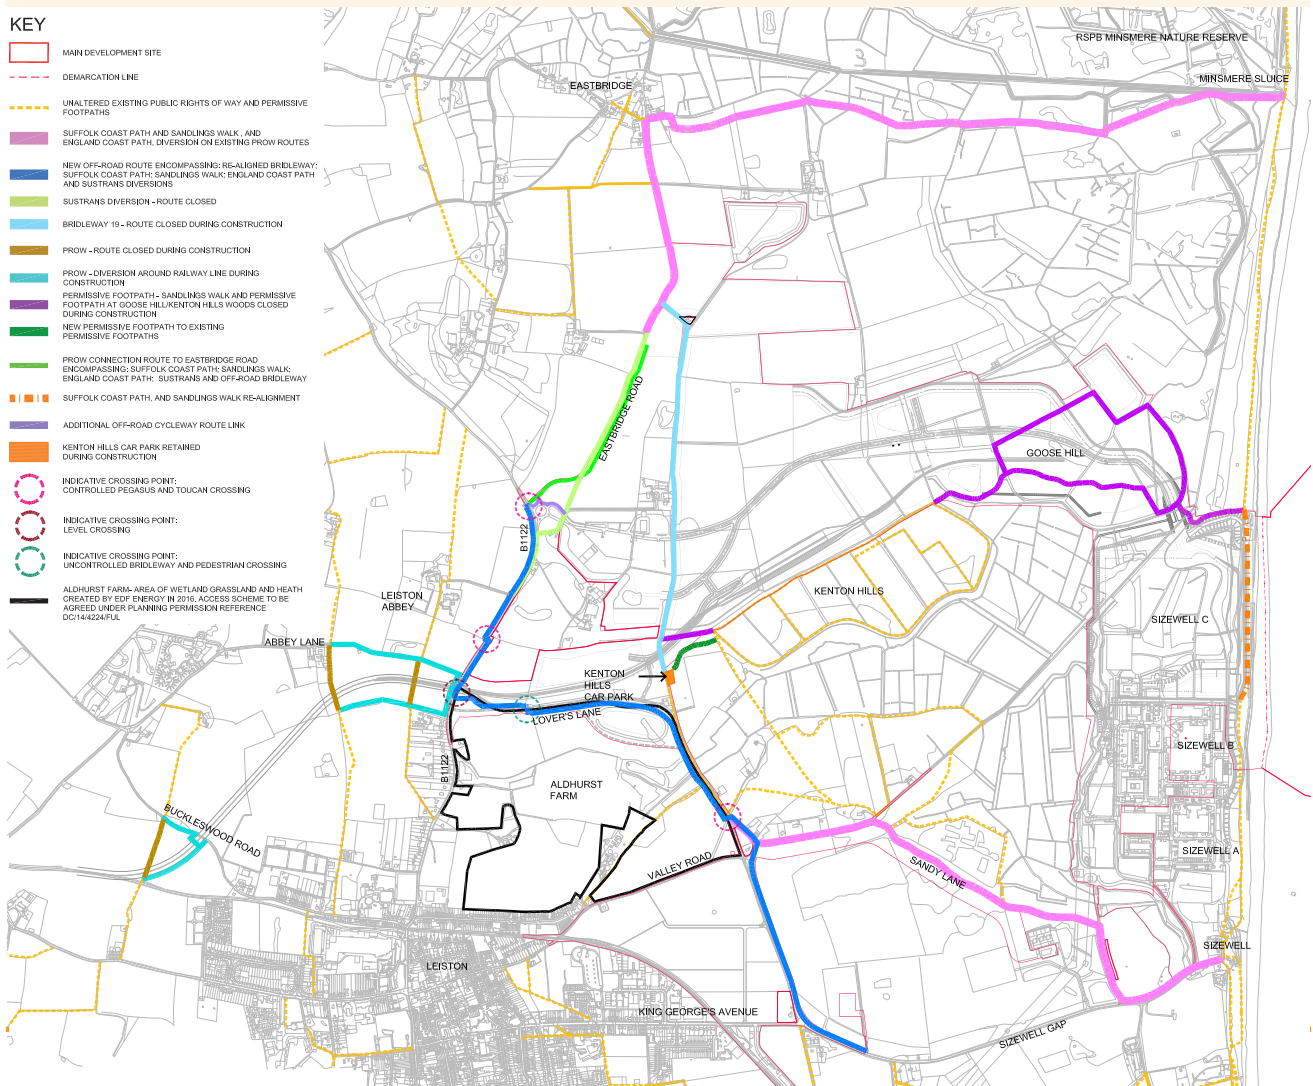 KEY
MAIN DEVELOPMENT SITE
DEMARCATION LINE
UNALTERED EXISTING PUBLIC RIGHTS OF WAY AND PERMISSIVE
FOOTPATHS
SUFFOLK COAST PATH AND SANDLINGS WALK , AND
ENGLAND COAST PATH, DIVERSION ON EXISTING PROW ROUTES
NEW OFF-ROAD ROUTE ENCOMPASSING: RE-ALIGNED BRIDLEWAY;
SUFFOLK COAST PATH; SANDLINGS WALK; ENGLAND COAST PATH
AND SUSTRANS DIVERSIONS
SUSTRANS DIVERSION - ROUTE CLOSED
BRIDLEWAY 19 - ROUTE CLOSED DURING CONSTRUCTION
PROW - ROUTE CLOSED DURING CONSTRUCTION
PROW - DIVERSION AROUND RAILWAY LINE DURING
CONSTRUCTION
PERMISSIVE FOOTPATH - SANDLINGS WALK AND PERMISSIVE
FOOTPATH AT GOOSE HILL/KENTON HILLS WOODS CLOSED
DURING CONSTRUCTION
NEW PERMISSIVE FOOTPATH TO EXISTING
PERMISSIVE FOOTPATHS
PROW CONNECTION ROUTE TO EASTBRIDGE ROAD
ENCOMPASSING: SUFFOLK COAST PATH; SANDLINGS WALK;
ENGLAND COAST PATH; SUSTRANS AND OFF-ROAD BRIDLEWAY
SUFFOLK COAST PATH, AND SANDLINGS WALK RE-ALIGNMENT
ADDITIONAL OFF-ROAD CYCLEWAY ROUTE LINK
KENTON HILLS CAR PARK RETAINED
DURING CONSTRUCTION
INDICATIVE CROSSING POINT:
CONTROLLED PEGASUS AND TOUCAN CROSSING
INDICATIVE CROSSING POINT:
LEVEL CROSSING
INDICATIVE CROSSING POINT:
UNCONTROLLED BRIDLEWAY AND PEDESTRIAN CROSSING
ALDHURST FARM- AREA OF WETLAND GRASSLAND AND HEATH
CREATED BY EDF ENERGY IN 2016, ACCESS SCHEME TO BE
AGREED UNDER PLANNING PERMISSION REFERENCE
DC/14/4224/FUL
RSPB MINSMERE NATURE RESERVE
MINSMERE SLUICE
EASTBRIDGE
EASTBRIDGE ROAD
GOOSE HILL
B1122
LEISTON
ABBEY
KENTON HILLS
SIZEWELL C
ABBEY LANE
KENTON
HILLS
CAR PARK
LOVER'S LANE
SIZEWELL B
B1122
ALDHURST
FARM
BUCKLESWOOD ROAD
SIZEWELL A
VALLEY ROAD
SANDY LANE
SIZEWELL
LEISTON
KING GEORGE'S AVENUE
SIZEWELL GAP